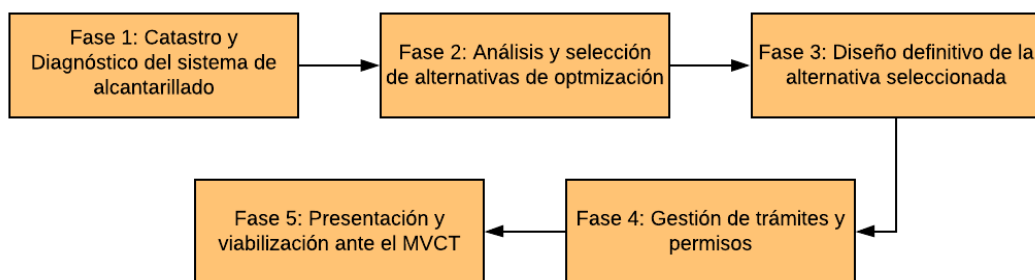 Fase 1: Catastro y
Diagnóstico del sistema de
alcantarillado
Fase 2: Análisis y selección
de alternativas de optmización
Fase 3: Diseño definitivo de la
alternativa seleccionada
Fase 4: Gestión de trámites y
permisos
Fase 5: Presentación y
viabilización ante el MVCT